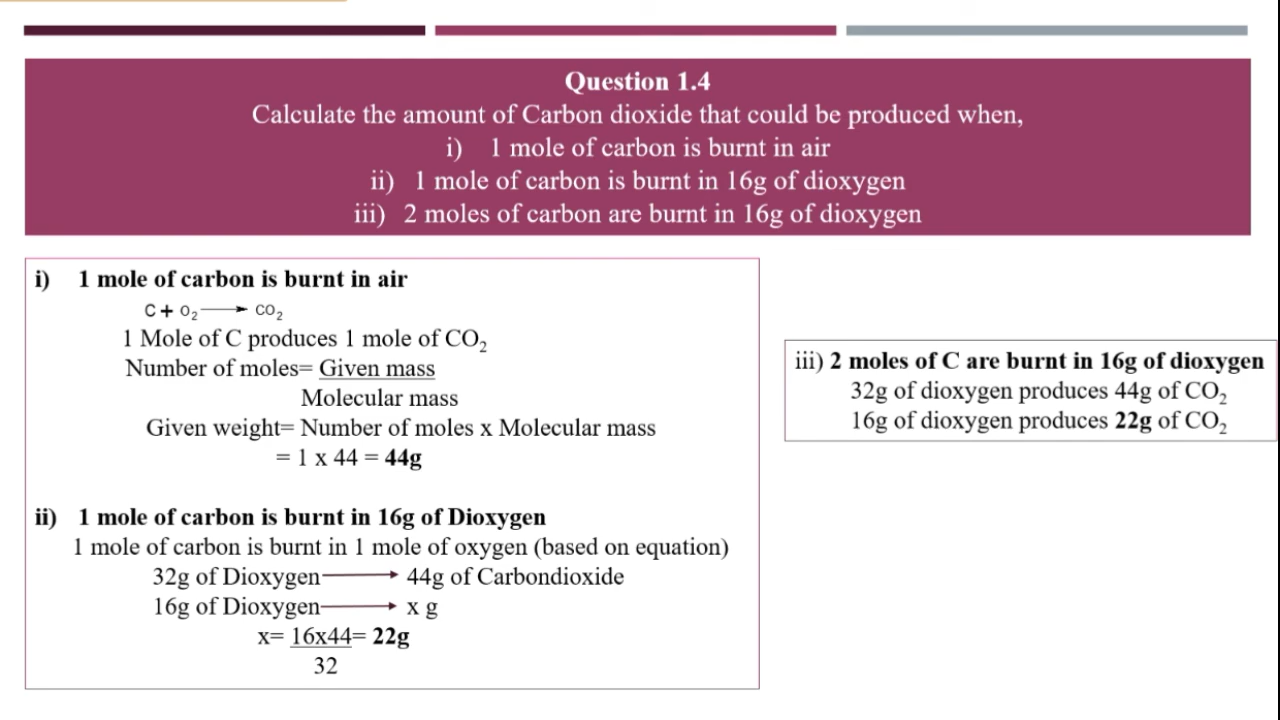 Question 1.4
Calculate the amount of Carbon dioxide that could be produced when,
i) 1 mole of carbon is burnt in air
ii) 1 mole of carbon is burnt in 16g of dioxygen
iii) 2 moles of carbon are burnt in 16g of dioxygen
i) 1 mole of carbon is burnt in air
C + O₂ ⟶ CO₂
1 Mole of C produces 1 mole of CO₂
Number of moles= Given mass
Molecular mass
Given weight= Number of moles x Molecular mass
= 1 x 44 = 44g
ii) 1 mole of carbon is burnt in 16g of Dioxygen
1 mole of carbon is burnt in 1 mole of oxygen (based on equation)
32g of Dioxygen ⟶ 44g of Carbondioxide
16g of Dioxygen ⟶ x g
x= 16x44= 22g
32
iii) 2 moles of C are burnt in 16g of dioxygen
32g of dioxygen produces 44g of CO₂
16g of dioxygen produces 22g of CO₂